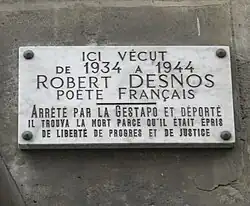 ICI VÉCUT
DE 1934 A 1944
ROBERT DESNOS
POÈTE FRANÇAIS
ARRÊTÉ PAR LA GESTAPO ET DÉPORTÉ
IL TROUVA LA MORT PARCE QU'IL ÉTAIT ÉPRIS
DE LIBERTÉ DE PROGRES ET DE JUSTICE